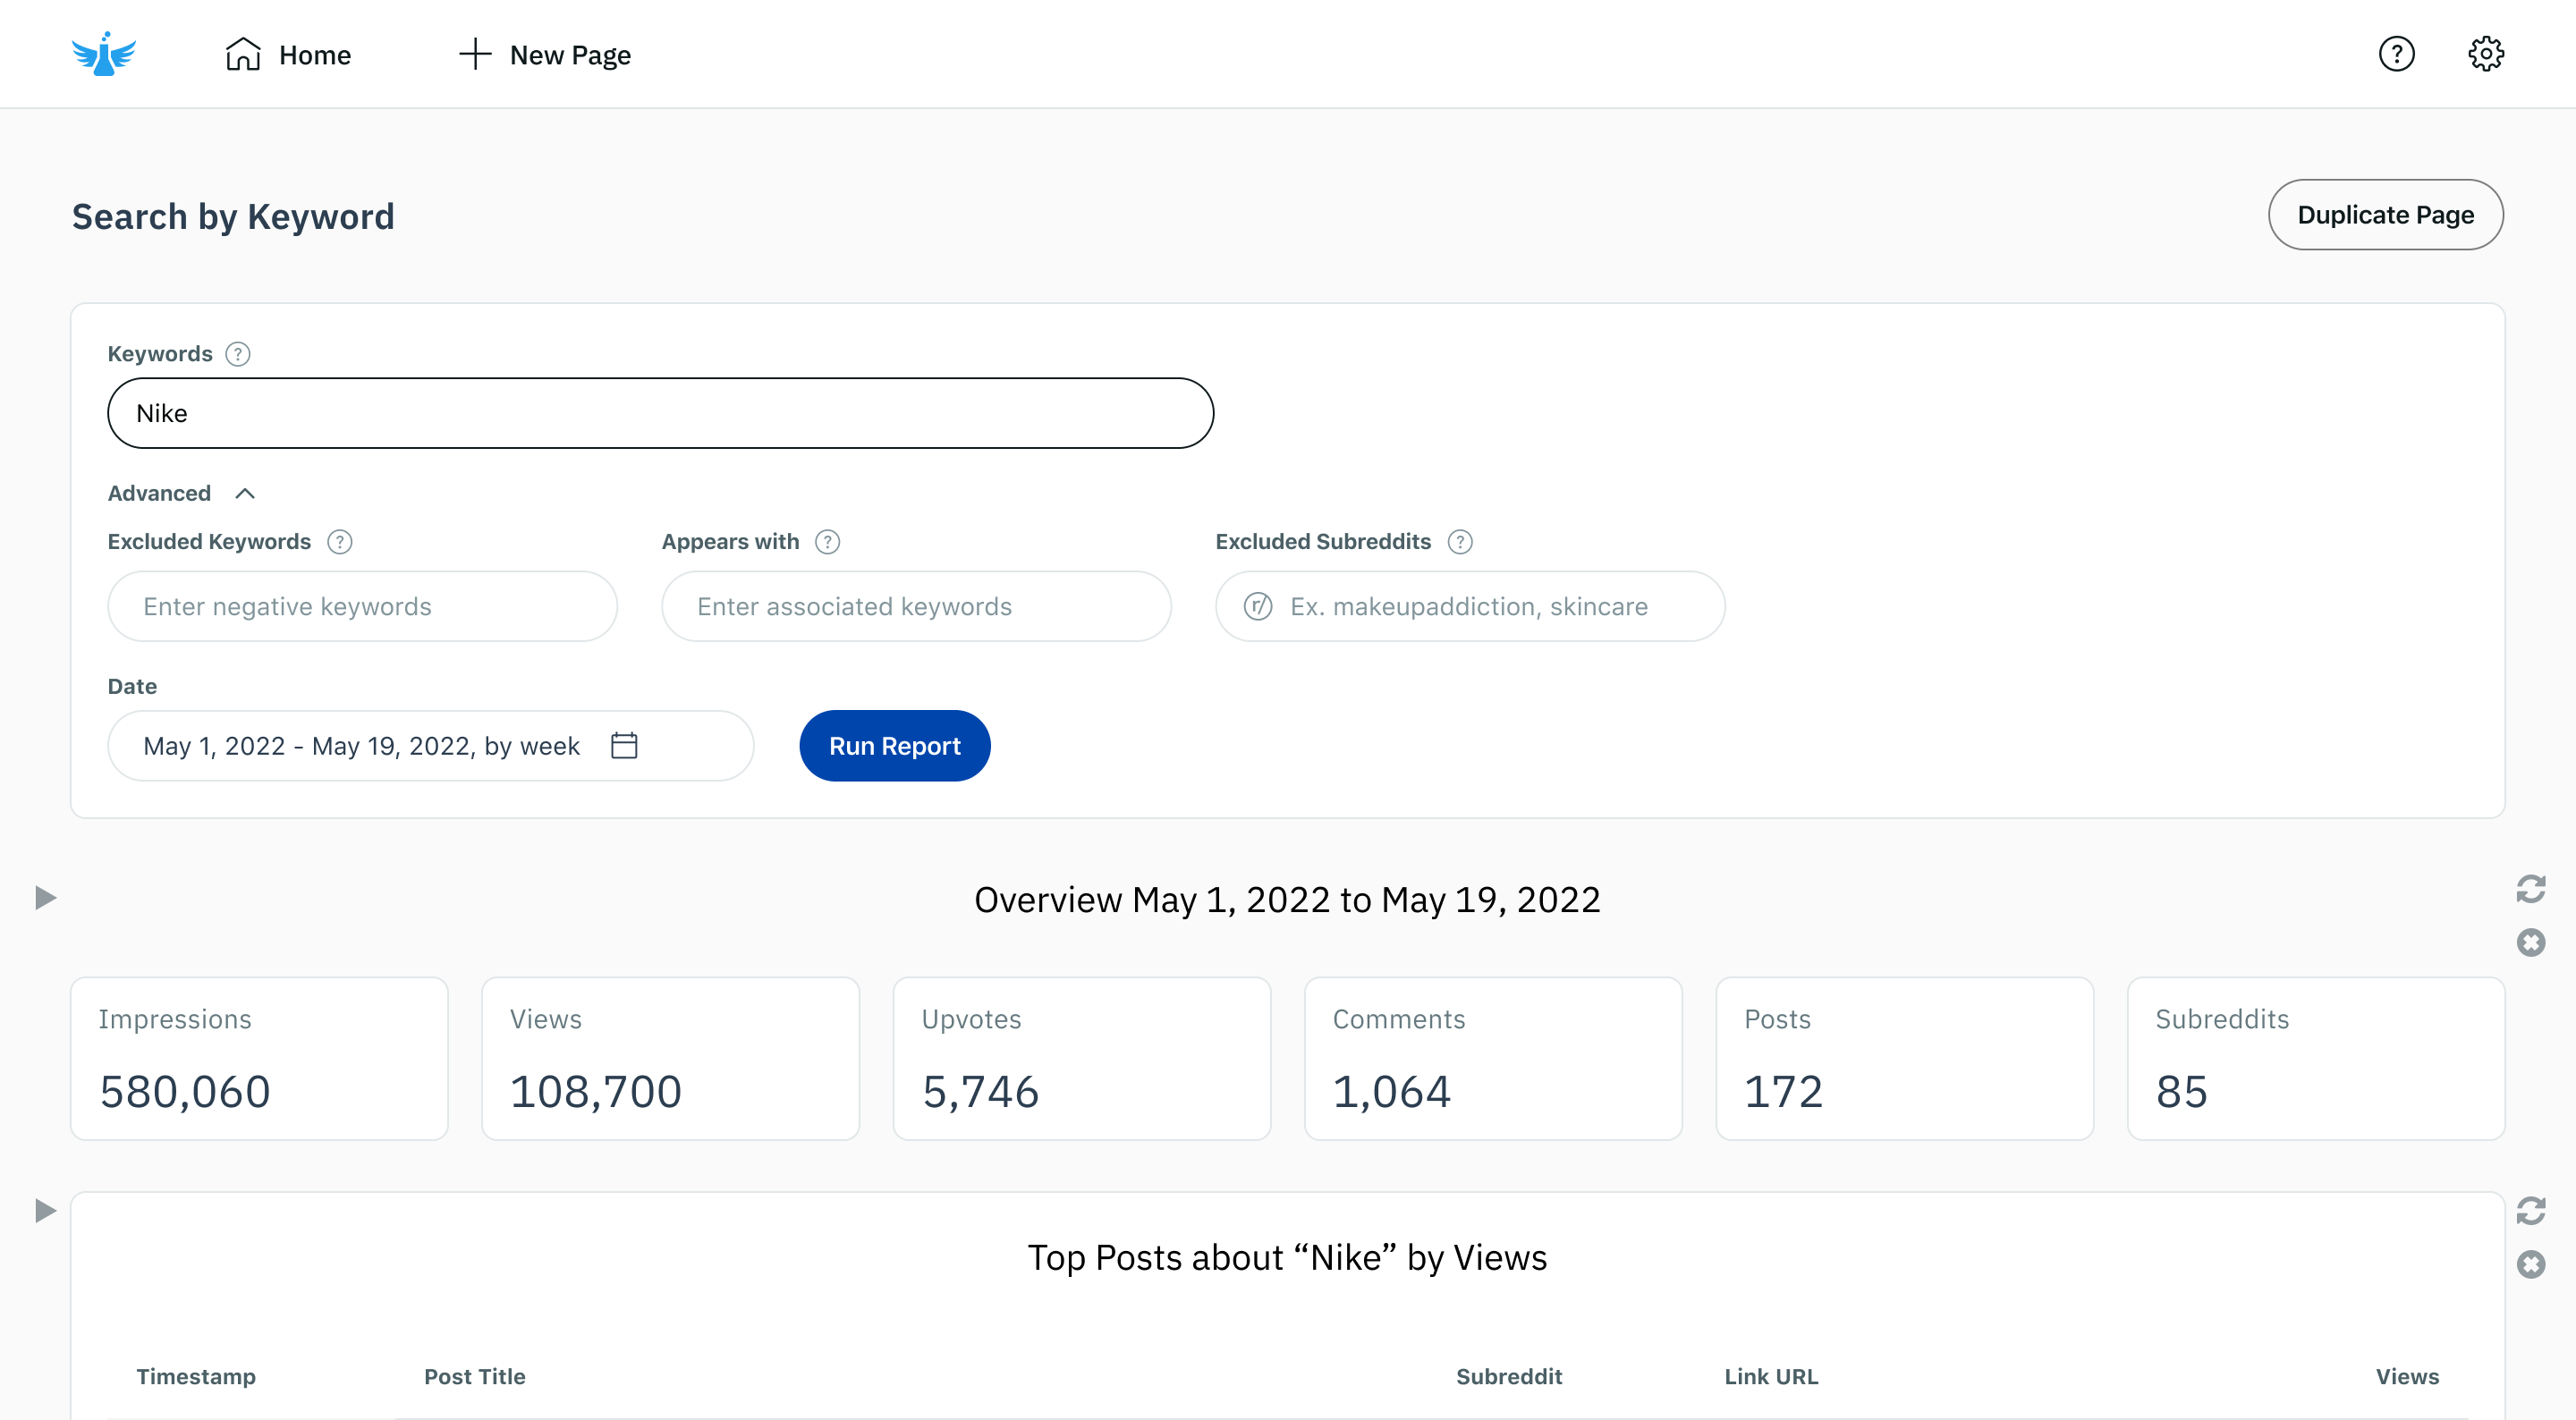 Home
New Page
Search by Keyword
Duplicate Page
Keywords
Nike
Advanced
Excluded Keywords
Appears with
Excluded Subreddits
Enter negative keywords
Enter associated keywords
r/ Ex. makeupaddiction, skincare
Date
May 1, 2022 - May 19, 2022, by week
Run Report
Overview May 1, 2022 to May 19, 2022
Impressions
580,060
Views
108,700
Upvotes
5,746
Comments
1,064
Posts
172
Subreddits
85
Top Posts about “Nike” by Views
Timestamp
Post Title
Subreddit
Link URL
Views